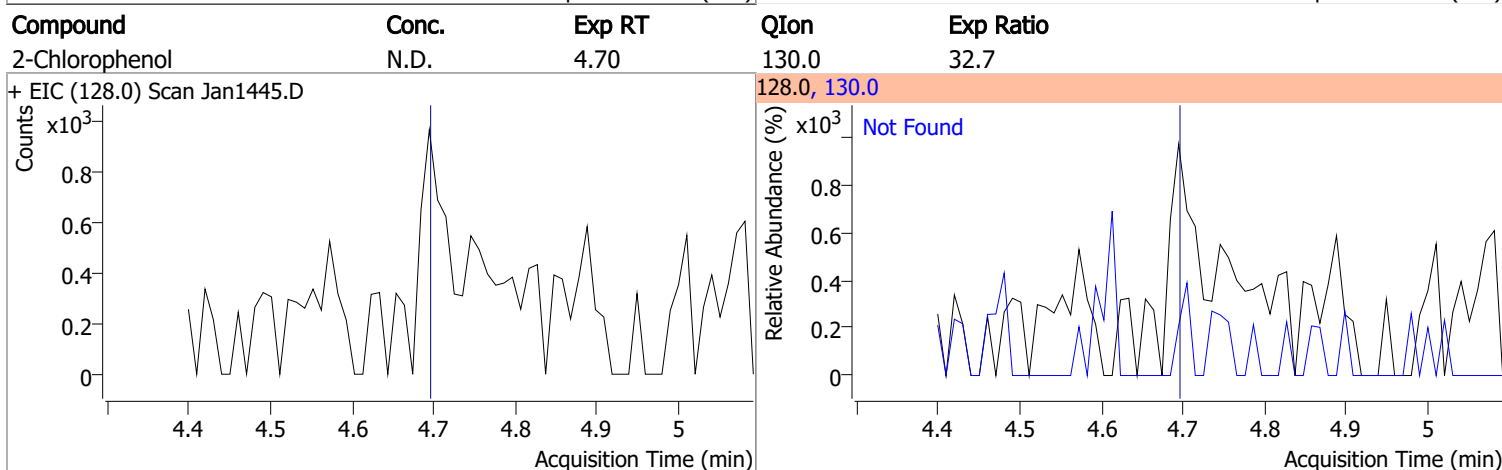 Compound Conc. Exp RT QIon Exp Ratio
2-Chlorophenol N.D. 4.70 130.0 32.7
+ EIC (128.0) Scan Jan1445.D
Counts
x10³
0.8
0.6
0.4
0.2
0
4.4 4.5 4.6 4.7 4.8 4.9 5
Acquisition Time (min)
128.0, 130.0
Relative Abundance (%)
x10³
Not Found
0.8
0.6
0.4
0.2
0
4.4 4.5 4.6 4.7 4.8 4.9 5
Acquisition Time (min)